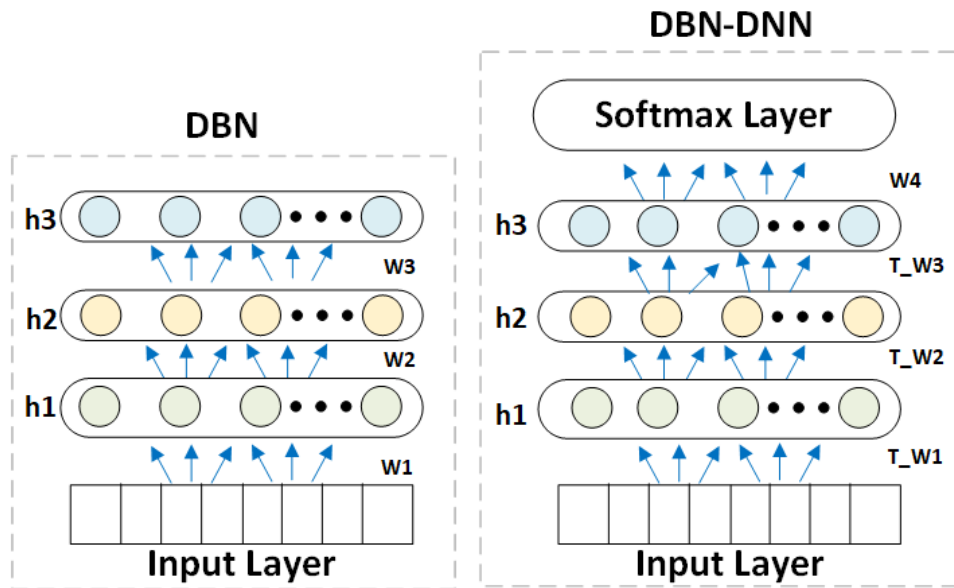 DBN
h3
W3
h2
W2
h1
W1
Input Layer
DBN-DNN
Softmax Layer
W4
h3
T_W3
h2
T_W2
h1
T_W1
Input Layer